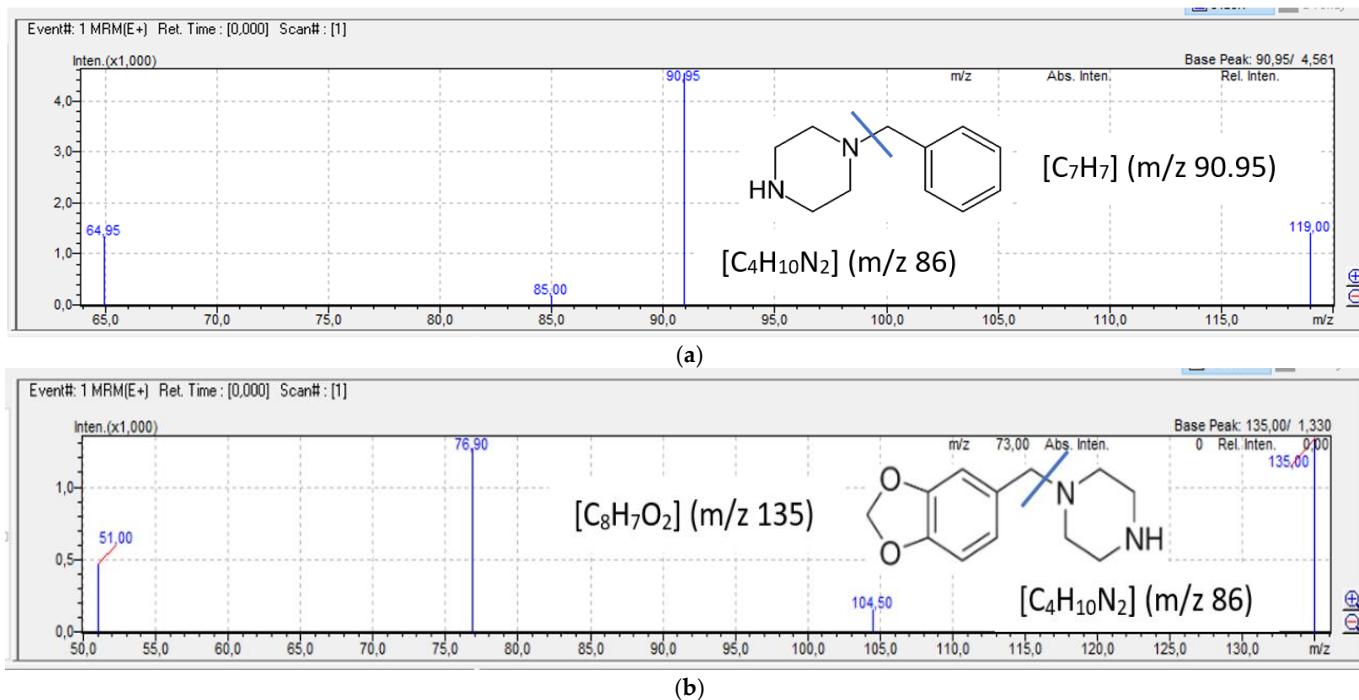 Event#: 1 MRM(E+) Ret. Time : [0,000] Scan# : [1]
Inten.(x1,000)
Base Peak: 90,95/ 4,561
90,95
m/z Abs. Inten. Rel. Inten.
4,0
3,0
N
[C₇H₇] (m/z 90.95)
HN
2,0
64,95
119,00
[C₄H₁₀N₂] (m/z 86)
1,0
85,00
0,0
65,0 70,0 75,0 80,0 85,0 90,0 95,0 100,0 105,0 110,0 115,0 m/z
(a)
Event#: 1 MRM(E+) Ret. Time : [0,000] Scan# : [1]
Inten.(x1,000)
Base Peak: 135,00/ 1,330
76,90
m/z 73,00 Abs. Inten. 0 Rel. Inten. 0,00
135,00
O
N
1,0
[C₈H₇O₂] (m/z 135)
51,00
O
NH
0,5
104,50
[C₄H₁₀N₂] (m/z 86)
0,0
50,0 55,0 60,0 65,0 70,0 75,0 80,0 85,0 90,0 95,0 100,0 105,0 110,0 115,0 120,0 125,0 130,0 m/z
(b)